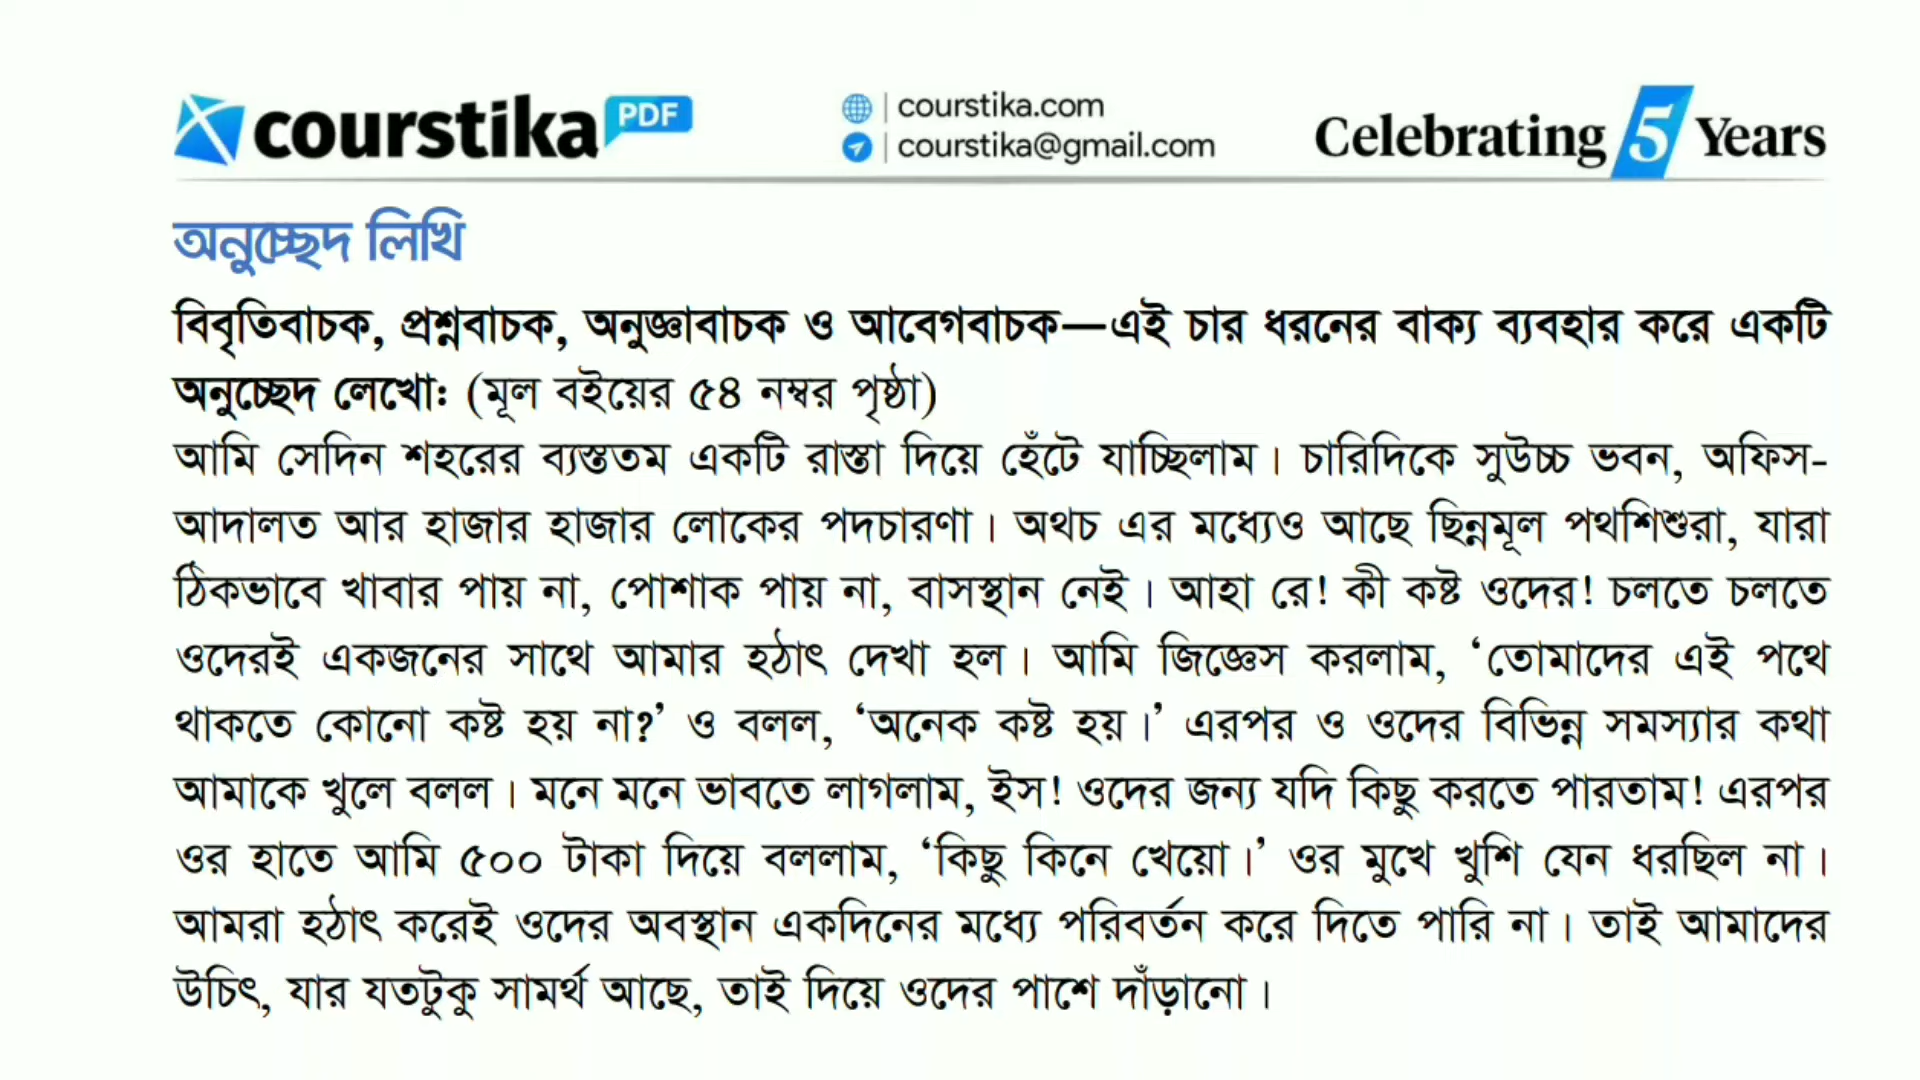 courstika PDF
courstika.com
courstika@gmail.com
Celebrating 5 Years
অনুচ্ছেদ লিখি
বিবৃতিবাচক, প্রশ্নবাচক, অনুজ্ঞাবাচক ও আবেগবাচক—এই চার ধরনের বাক্য ব্যবহার করে একটি
অনুচ্ছেদ লেখো: (মূল বইয়ের ৫৪ নম্বর পৃষ্ঠা)
আমি সেদিন শহরের ব্যস্ততম একটি রাস্তা দিয়ে হেঁটে যাচ্ছিলাম। চারিদিকে সুউচ্চ ভবন, অফিস-
আদালত আর হাজার হাজার লোকের পদচারণা। অথচ এর মধ্যেও আছে ছিন্নমূল পথশিশুরা, যারা
ঠিকভাবে খাবার পায় না, পোশাক পায় না, বাসস্থান নেই। আহা রে! কী কষ্ট ওদের! চলতে চলতে
ওদেরই একজনের সাথে আমার হঠাৎ দেখা হল। আমি জিজ্ঞেস করলাম, ‘তোমাদের এই পথে
থাকতে কোনো কষ্ট হয় না?’ ও বলল, ‘অনেক কষ্ট হয়।’ এরপর ও ওদের বিভিন্ন সমস্যার কথা
আমাকে খুলে বলল। মনে মনে ভাবতে লাগলাম, ইস! ওদের জন্য যদি কিছু করতে পারতাম! এরপর
ওর হাতে আমি ৫০০ টাকা দিয়ে বললাম, ‘কিছু কিনে খেয়ো।’ ওর মুখে খুশি যেন ধরছিল না।
আমরা হঠাৎ করেই ওদের অবস্থান একদিনের মধ্যে পরিবর্তন করে দিতে পারি না। তাই আমাদের
উচিৎ, যার যতটুকু সামর্থ আছে, তাই দিয়ে ওদের পাশে দাঁড়ানো।